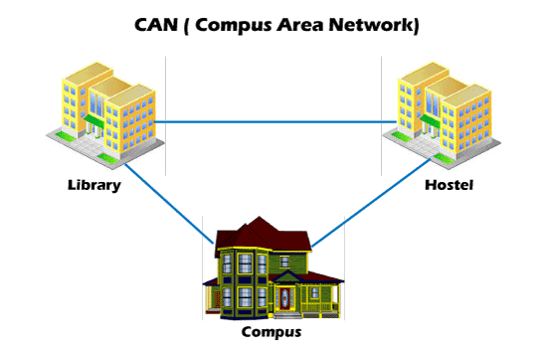 CAN ( Compus Area Network)
Library
Hostel
Compus